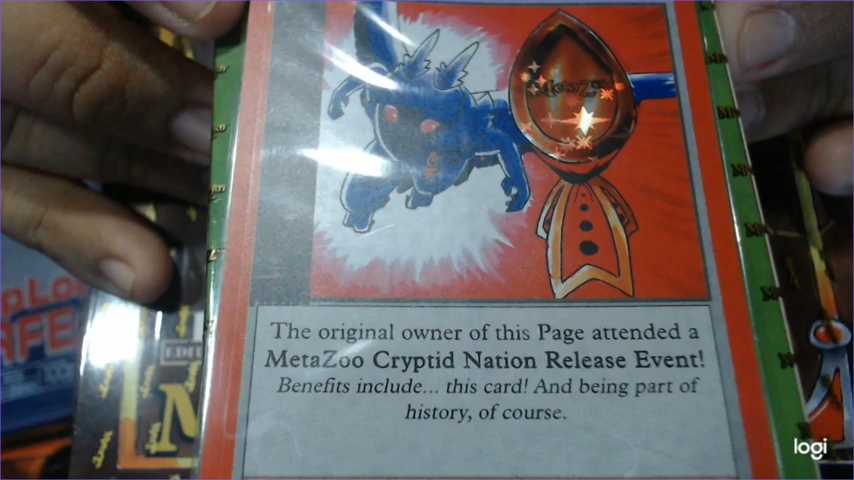 MetaZoo
The original owner of this Page attended a
MetaZoo Cryptid Nation Release Event!
Benefits include... this card! And being part of
history, of course.
logi